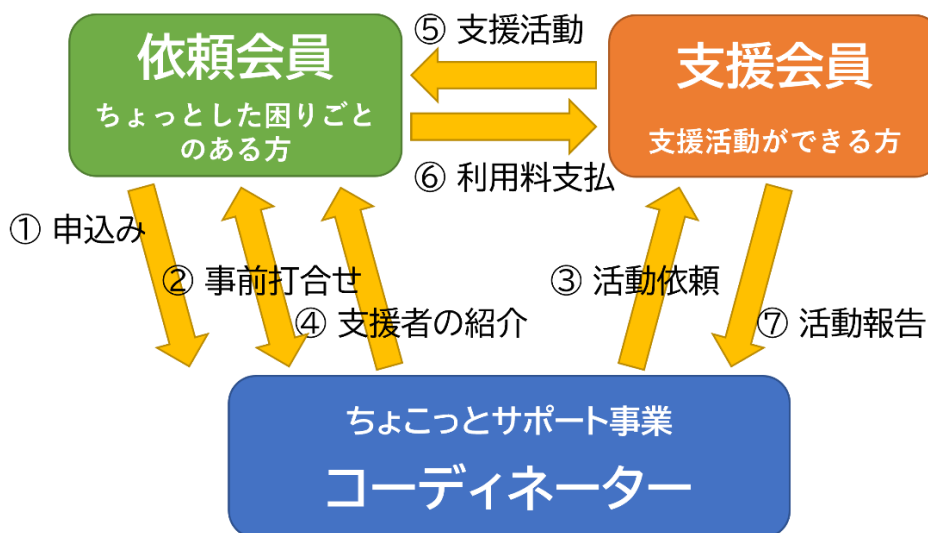 依頼会員
ちょっとした困りごと
のある方
⑤ 支援活動
⑥ 利用料支払
支援会員
支援活動ができる方
① 申込み
② 事前打合せ
④ 支援者の紹介
③ 活動依頼
⑦ 活動報告
ちょこっとサポート事業
コーディネーター